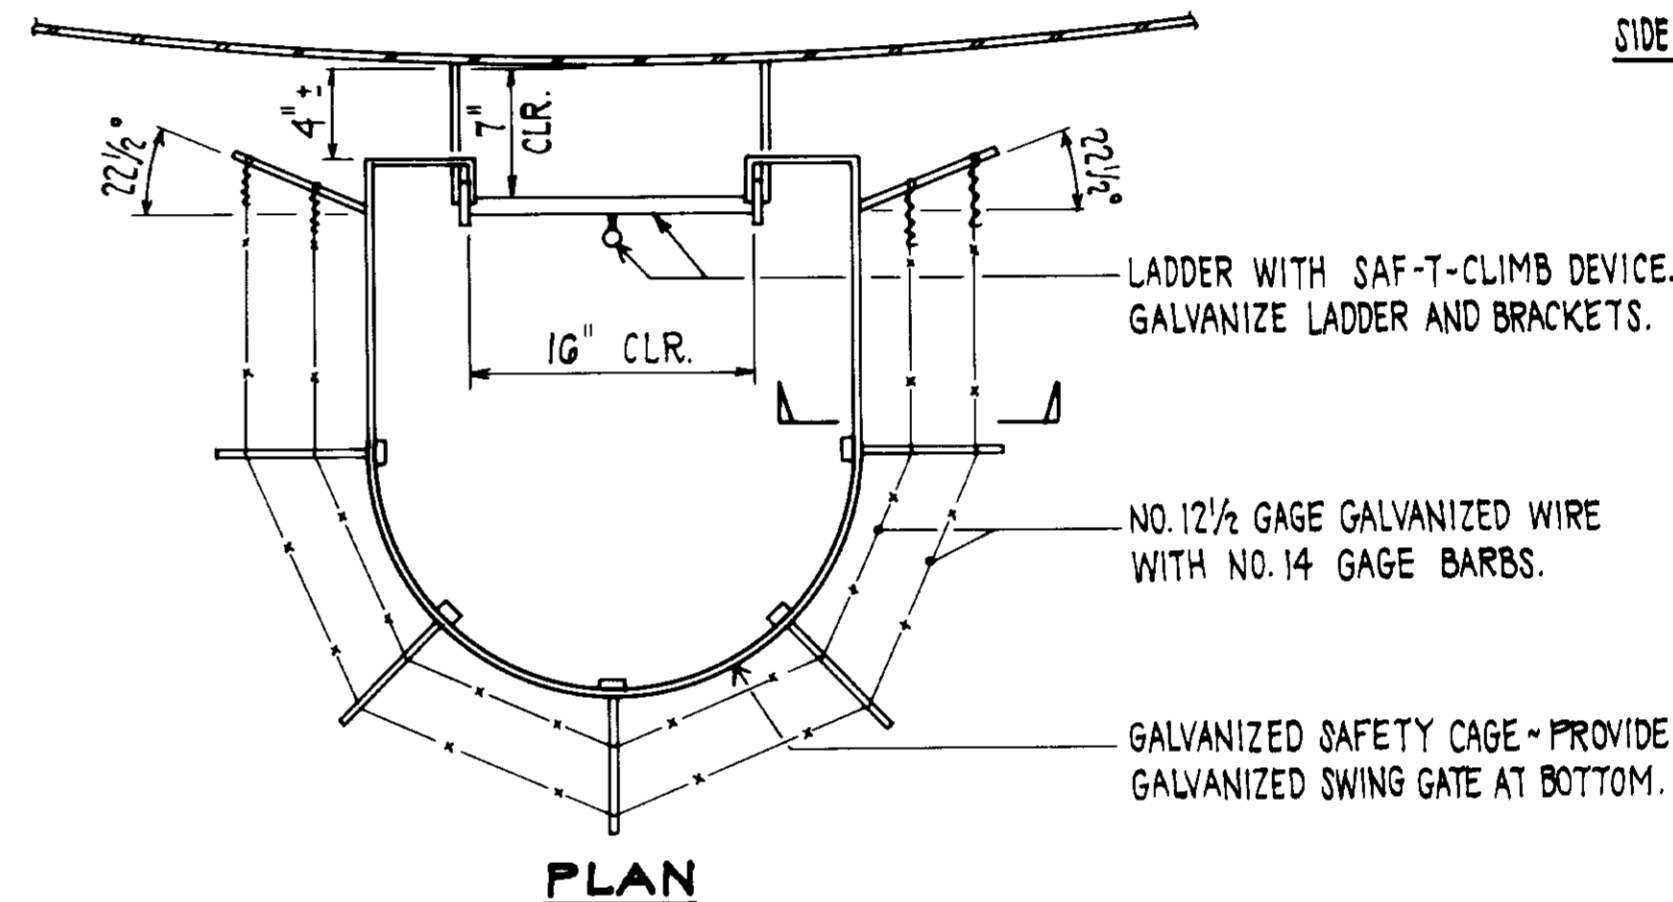 SIDE
4" ±
7"
CLR.
22½°
22½°
LADDER WITH SAF-T-CLIMB DEVICE.
GALVANIZE LADDER AND BRACKETS.
16" CLR.
NO. 12½ GAGE GALVANIZED WIRE
WITH NO. 14 GAGE BARBS.
GALVANIZED SAFETY CAGE ~ PROVIDE
GALVANIZED SWING GATE AT BOTTOM.
PLAN